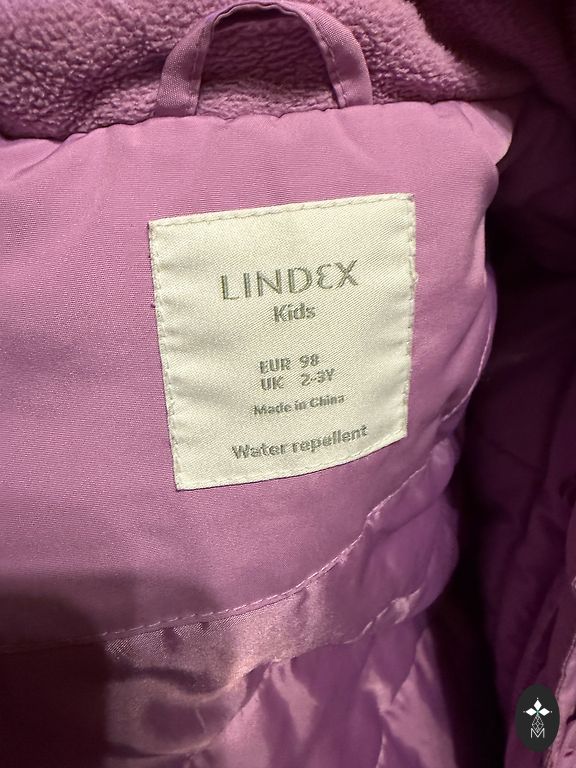 LINDEX
Kids
EUR 98
UK 2-3Y
Made in China
Water repellent